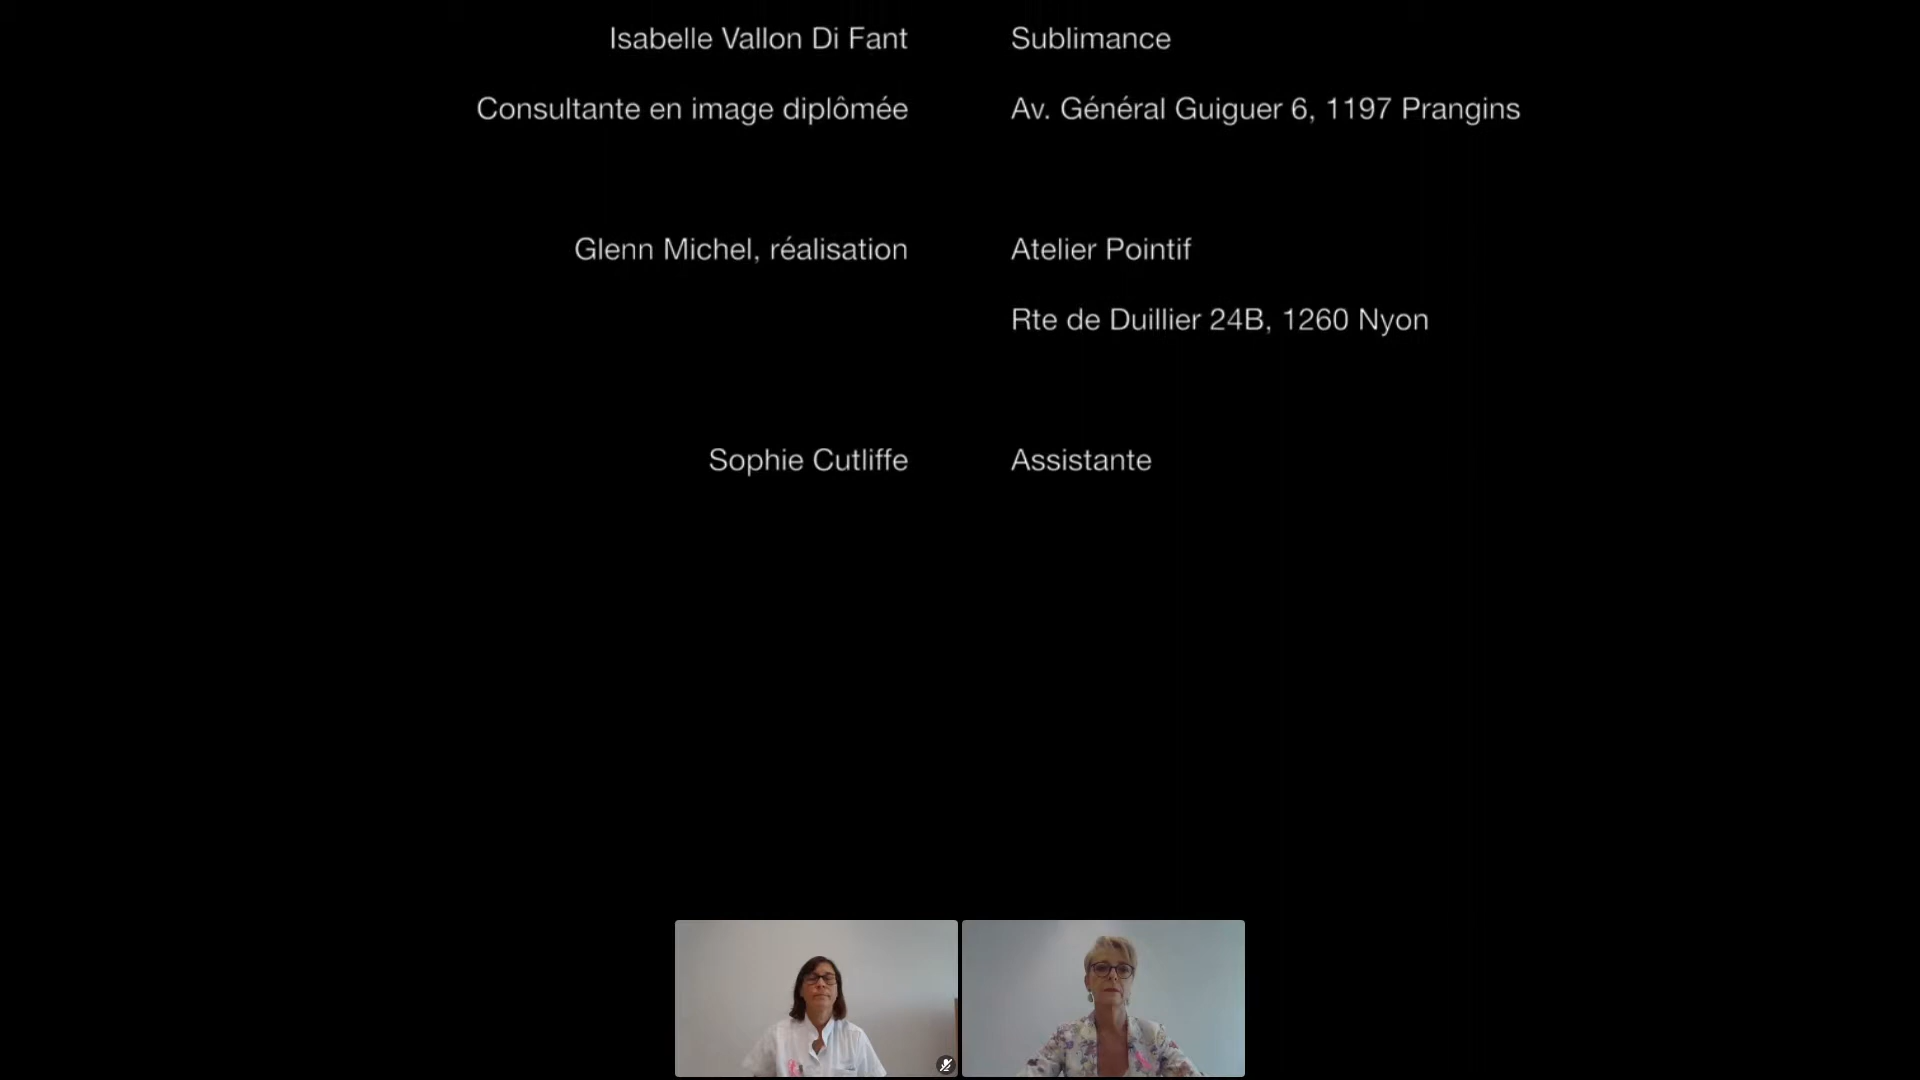 Isabelle Vallon Di Fant Sublimance
Consultante en image diplômée Av. Général Guiguer 6, 1197 Prangins
Glenn Michel, réalisation Atelier Pointif
Rte de Duillier 24B, 1260 Nyon
Sophie Cutliffe Assistante